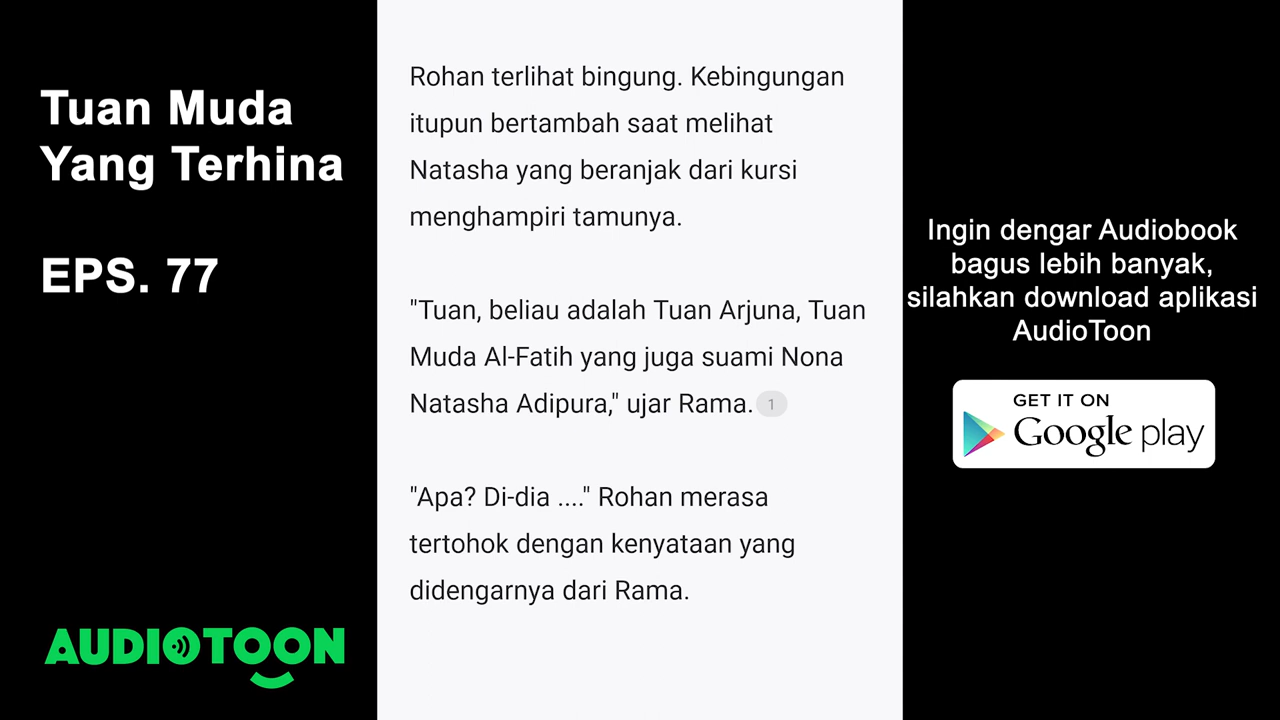 Tuan Muda
Yang Terhina
EPS. 77
AUDIOTOON
Rohan terlihat bingung. Kebingungan
itupun bertambah saat melihat
Natasha yang beranjak dari kursi
menghampiri tamunya.
"Tuan, beliau adalah Tuan Arjuna, Tuan
Muda Al-Fatih yang juga suami Nona
Natasha Adipura," ujar Rama. 1
"Apa? Di-dia ...." Rohan merasa
tertohok dengan kenyataan yang
didengarnya dari Rama.
Ingin dengar Audiobook
bagus lebih banyak,
silahkan download aplikasi
AudioToon
GET IT ON
Google play